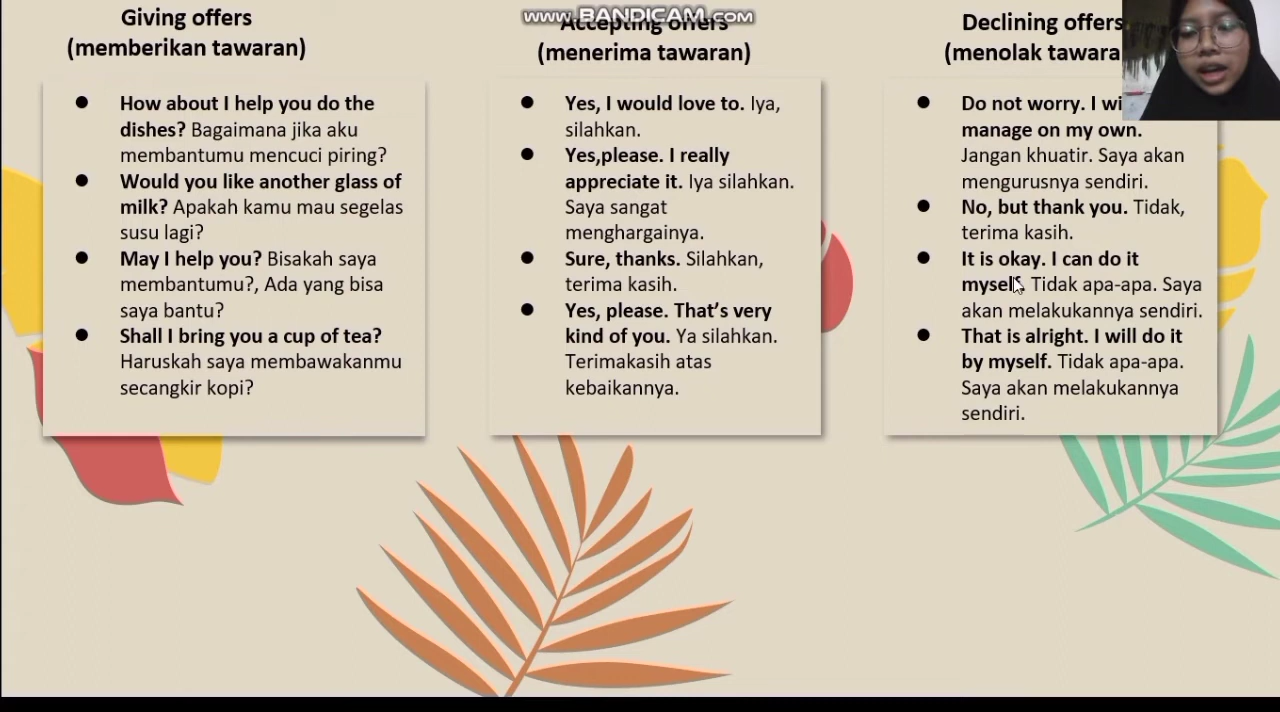 www.BANDICAM.com
Giving offers
(memberikan tawaran)
How about I help you do the
dishes? Bagaimana jika aku
membantumu mencuci piring?
Would you like another glass of
milk? Apakah kamu mau segelas
susu lagi?
May I help you? Bisakah saya
membantumu?, Ada yang bisa
saya bantu?
Shall I bring you a cup of tea?
Haruskah saya membawakanmu
secangkir kopi?
Accepting offers
(menerima tawaran)
Yes, I would love to. Iya,
silahkan.
Yes,please. I really
appreciate it. Iya silahkan.
Saya sangat
menghargainya.
Sure, thanks. Silahkan,
terima kasih.
Yes, please. That’s very
kind of you. Ya silahkan.
Terimakasih atas
kebaikannya.
Declining offers
(menolak
Do not worry. I
manage on my own.
Jangan khuatir. Saya akan
mengurusnya sendiri.
No, but thank you. Tidak,
terima kasih.
It is okay. I can do it
myself. Tidak apa-apa. Saya
akan melakukannya sendiri.
That is alright. I will do it
by myself. Tidak apa-apa.
Saya akan melakukannya
sendiri.